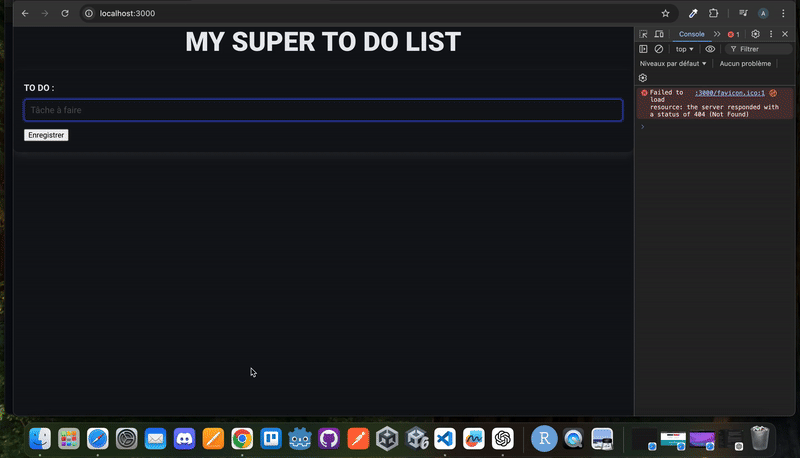 localhost:3000
A
MY SUPER TO DO LIST
TO DO :
Tâche à faire
Enregistrer
Console
1
top
Filtrer
Niveaux par défaut
Aucun problème
Failed to :3000/favicon.ico:1
load
resource: the server responded with
a status of 404 (Not Found)
R